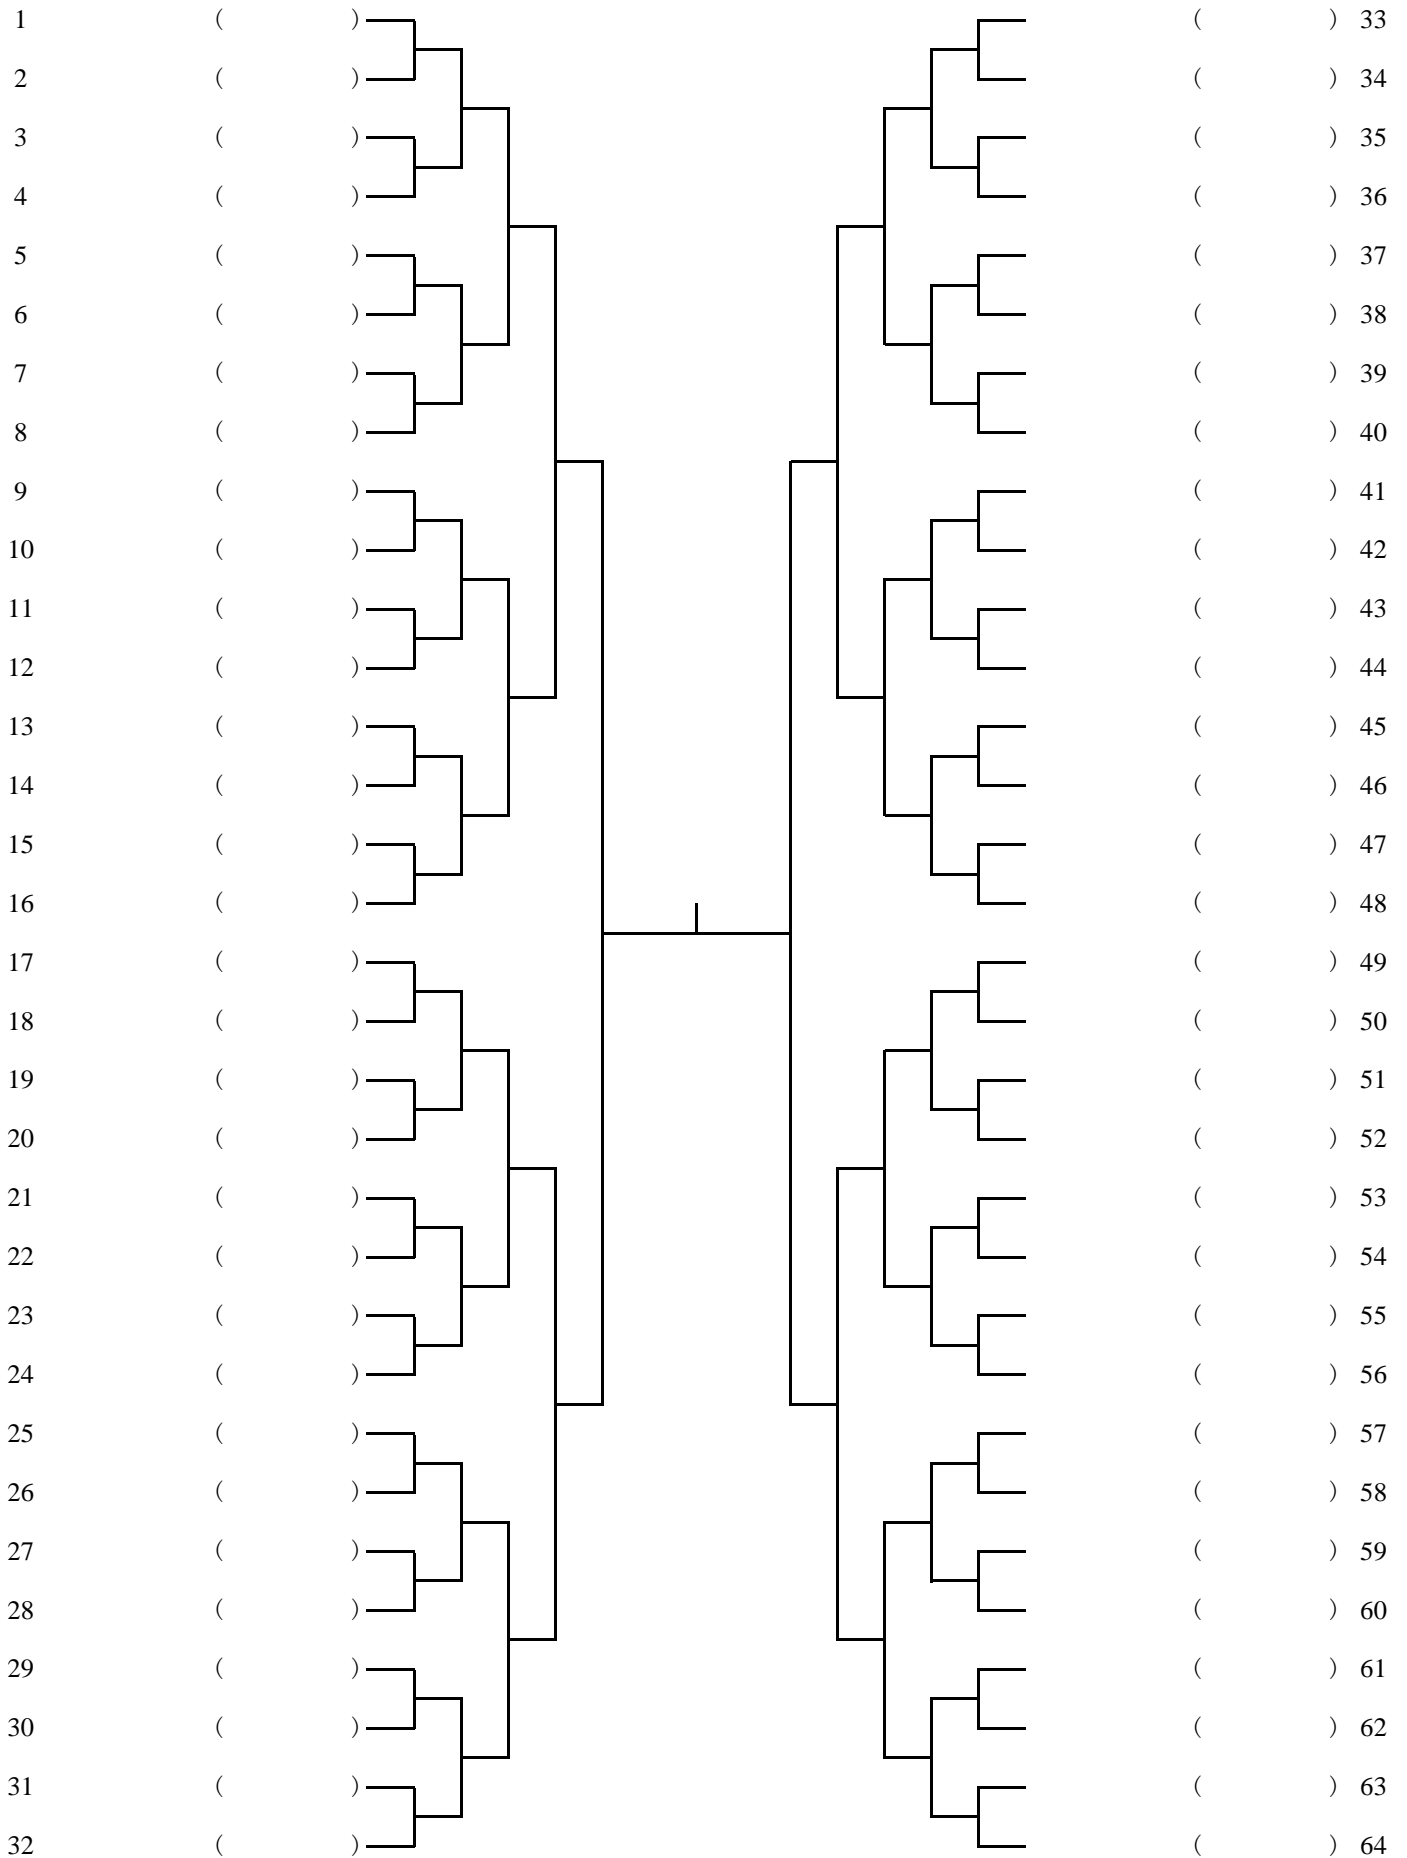 1 ( ) ( ) 33
2 ( ) ( ) 34
3 ( ) ( ) 35
4 ( ) ( ) 36
5 ( ) ( ) 37
6 ( ) ( ) 38
7 ( ) ( ) 39
8 ( ) ( ) 40
9 ( ) ( ) 41
10 ( ) ( ) 42
11 ( ) ( ) 43
12 ( ) ( ) 44
13 ( ) ( ) 45
14 ( ) ( ) 46
15 ( ) ( ) 47
16 ( ) ( ) 48
17 ( ) ( ) 49
18 ( ) ( ) 50
19 ( ) ( ) 51
20 ( ) ( ) 52
21 ( ) ( ) 53
22 ( ) ( ) 54
23 ( ) ( ) 55
24 ( ) ( ) 56
25 ( ) ( ) 57
26 ( ) ( ) 58
27 ( ) ( ) 59
28 ( ) ( ) 60
29 ( ) ( ) 61
30 ( ) ( ) 62
31 ( ) ( ) 63
32 ( ) ( ) 64